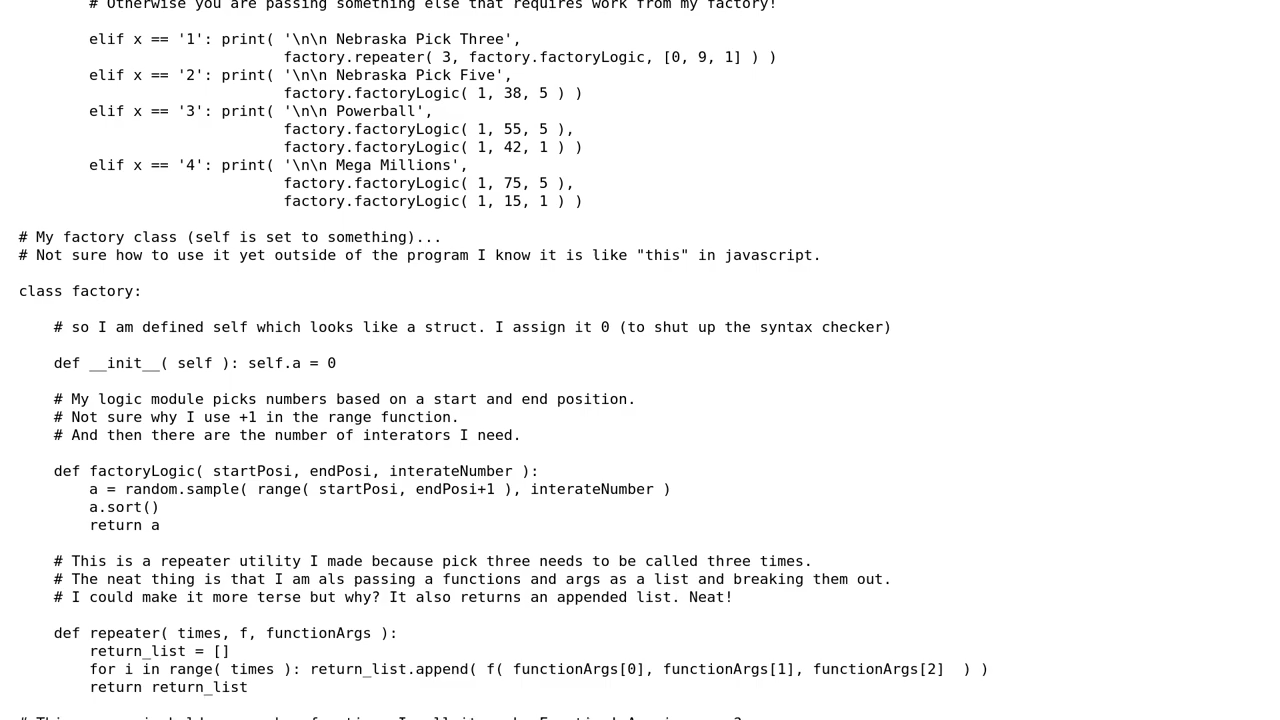 # Otherwise you are passing something else that requires work from my factory!
elif x == '1': print( '\n\n Nebraska Pick Three',
factory.repeater( 3, factory.factoryLogic, [0, 9, 1] ) )
elif x == '2': print( '\n\n Nebraska Pick Five',
factory.factoryLogic( 1, 38, 5 ) )
elif x == '3': print( '\n\n Powerball',
factory.factoryLogic( 1, 55, 5 ),
factory.factoryLogic( 1, 42, 1 ) )
elif x == '4': print( '\n\n Mega Millions',
factory.factoryLogic( 1, 75, 5 ),
factory.factoryLogic( 1, 15, 1 ) )
# My factory class (self is set to something)...
# Not sure how to use it yet outside of the program I know it is like "this" in javascript.
class factory:
# so I am defined self which looks like a struct. I assign it 0 (to shut up the syntax checker)
def __init__( self ): self.a = 0
# My logic module picks numbers based on a start and end position.
# Not sure why I use +1 in the range function.
# And then there are the number of interators I need.
def factoryLogic( startPosi, endPosi, interateNumber ):
a = random.sample( range( startPosi, endPosi+1 ), interateNumber )
a.sort()
return a
# This is a repeater utility I made because pick three needs to be called three times.
# The neat thing is that I am als passing a functions and args as a list and breaking them out.
# I could make it more terse but why? It also returns an appended list. Neat!
def repeater( times, f, functionArgs ):
return_list = []
for i in range( times ): return_list.append( f( functionArgs[0], functionArgs[1], functionArgs[2]  ) )
return return_list